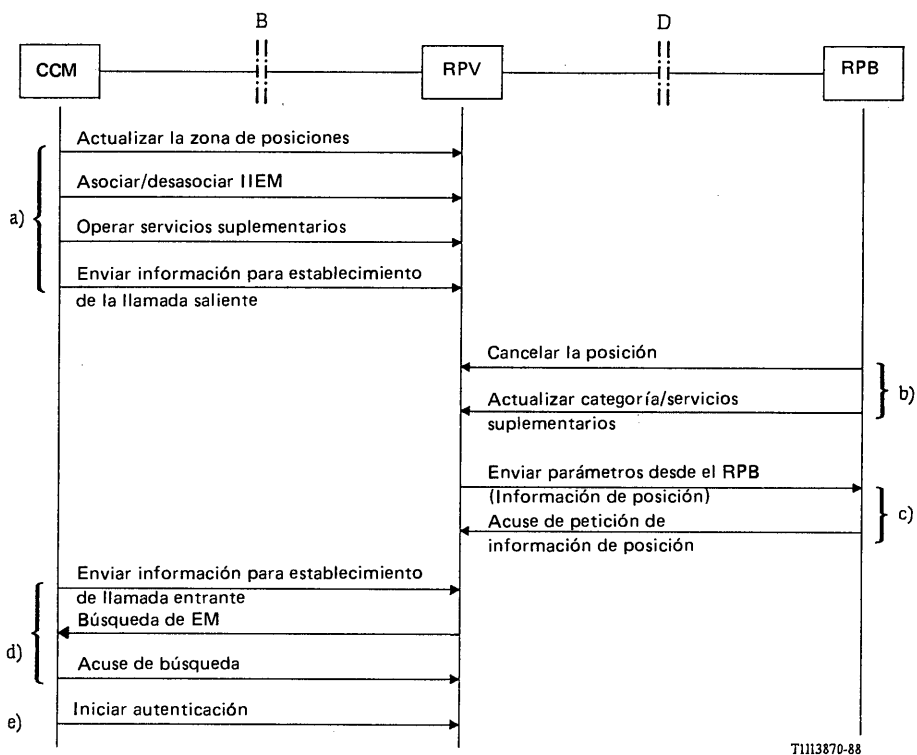 B
D
CCM
RPV
RPB
Actualizar la zona de posiciones
Asociar/desasociar IIEM
a)
Operar servicios suplementarios
Enviar información para establecimiento
de la llamada saliente
Cancelar la posición
b)
Actualizar categoría/servicios
suplementarios
Enviar parámetros desde el RPB
(Información de posición)
c)
Acuse de petición de
información de posición
Enviar información para establecimiento
de llamada entrante
Búsqueda de EM
d)
Acuse de búsqueda
e)
Iniciar autenticación
T1113870-88